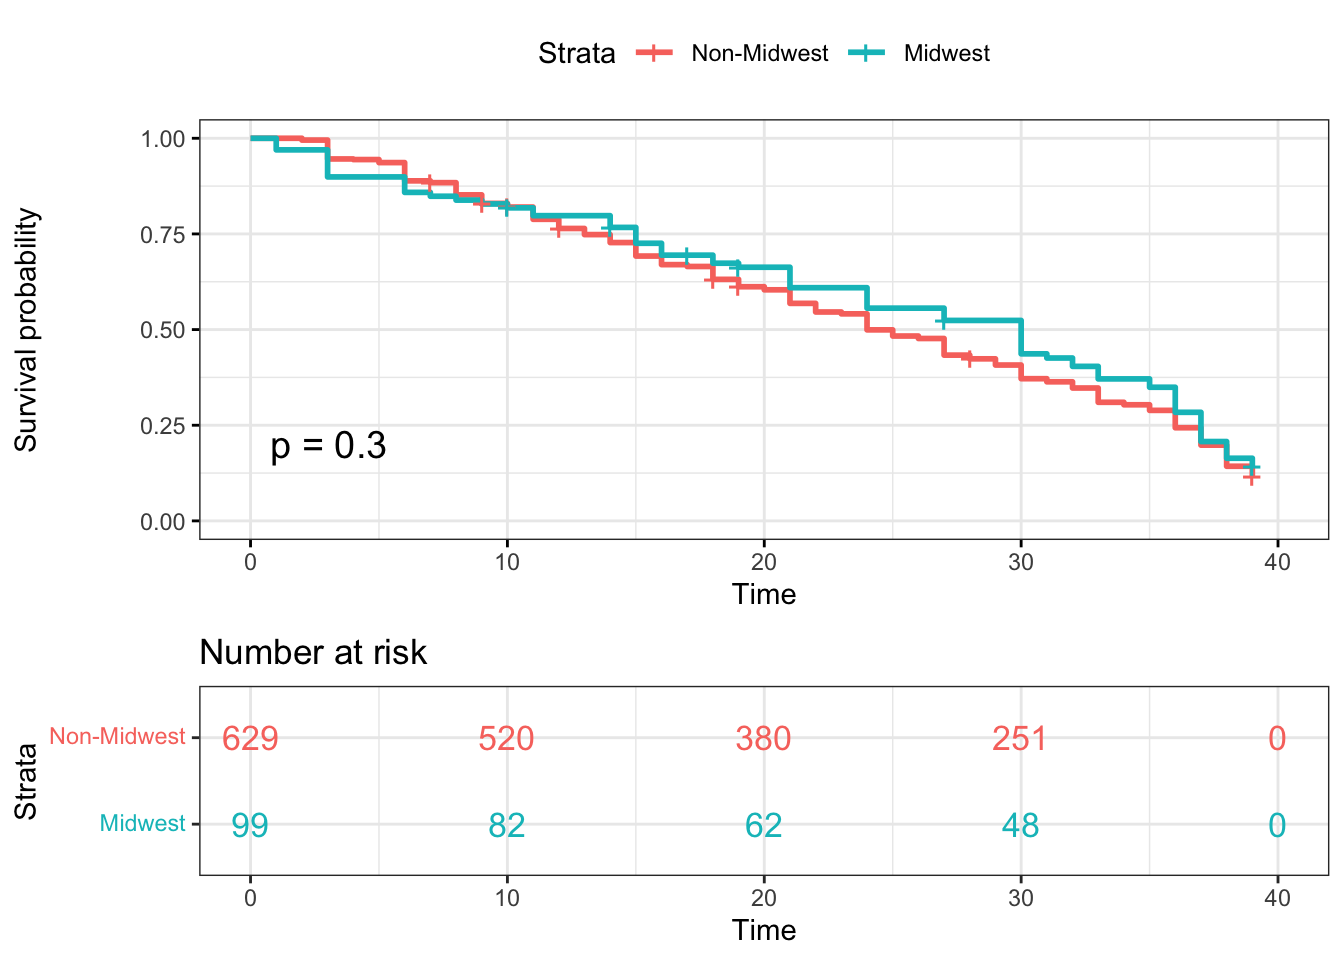 Strata Non-Midwest Midwest
1.00
0.75
0.50
0.25
0.00
Survival probability
p = 0.3
0 10 20 30 40
Time
Number at risk
Strata
Non-Midwest 629 520 380 251 0
Midwest 99 82 62 48 0
0 10 20 30 40
Time